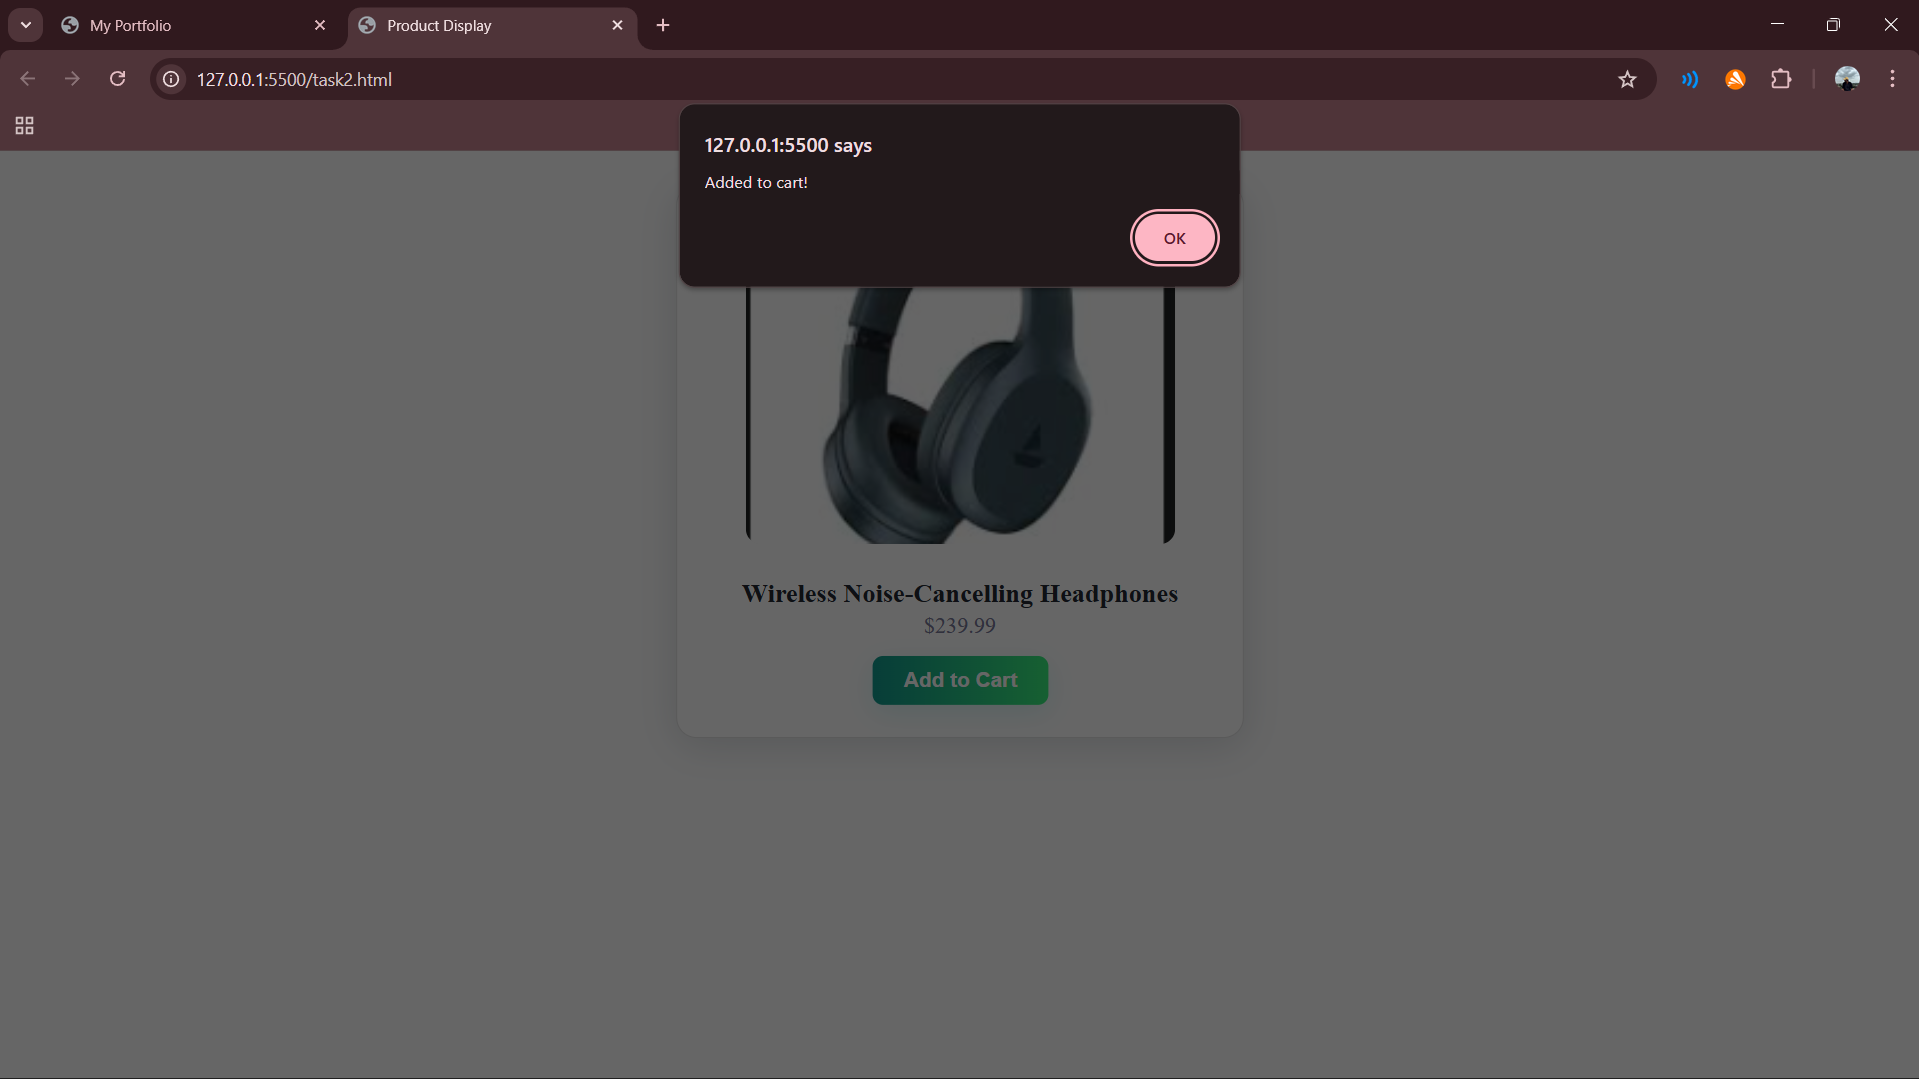 My Portfolio
Product Display
127.0.0.1:5500/task2.html
127.0.0.1:5500 says
Added to cart!
OK
Wireless Noise-Cancelling Headphones
$239.99
Add to Cart